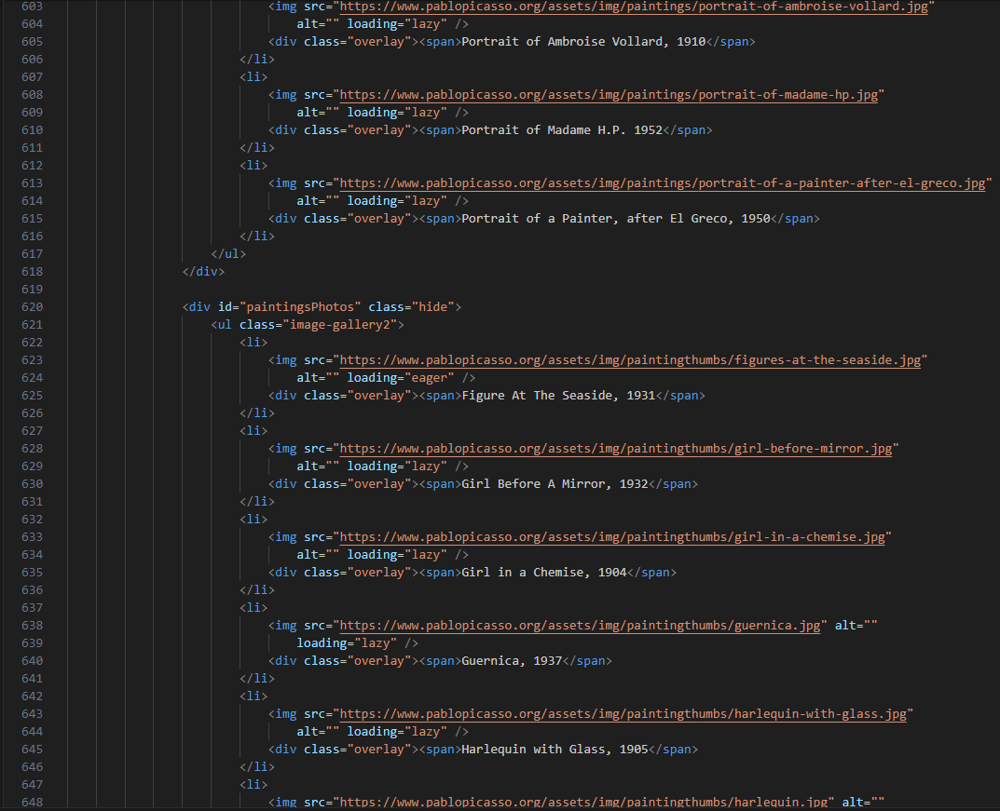 603 <img src="https://www.pablopicasso.org/assets/img/paintings/portrait-of-ambroise-vollard.jpg"
604 alt="" loading="lazy" />
605 <div class="overlay"><span>Portrait of Ambroise Vollard, 1910</span>
606 </li>
607 <li>
608 <img src="https://www.pablopicasso.org/assets/img/paintings/portrait-of-madame-hp.jpg"
609 alt="" loading="lazy" />
610 <div class="overlay"><span>Portrait of Madame H.P. 1952</span>
611 </li>
612 <li>
613 <img src="https://www.pablopicasso.org/assets/img/paintings/portrait-of-a-painter-after-el-greco.jpg"
614 alt="" loading="lazy" />
615 <div class="overlay"><span>Portrait of a Painter, after El Greco, 1950</span>
616 </li>
617 </ul>
618 </div>
619
620 <div id="paintingsPhotos" class="hide">
621 <ul class="image-gallery2">
622 <li>
623 <img src="https://www.pablopicasso.org/assets/img/paintingthumbs/figures-at-the-seaside.jpg"
624 alt="" loading="eager" />
625 <div class="overlay"><span>Figure At The Seaside, 1931</span>
626 </li>
627 <li>
628 <img src="https://www.pablopicasso.org/assets/img/paintingthumbs/girl-before-mirror.jpg"
629 alt="" loading="lazy" />
630 <div class="overlay"><span>Girl Before A Mirror, 1932</span>
631 </li>
632 <li>
633 <img src="https://www.pablopicasso.org/assets/img/paintingthumbs/girl-in-a-chemise.jpg"
634 alt="" loading="lazy" />
635 <div class="overlay"><span>Girl in a Chemise, 1904</span>
636 </li>
637 <li>
638 <img src="https://www.pablopicasso.org/assets/img/paintingthumbs/guernica.jpg" alt=""
639 loading="lazy" />
640 <div class="overlay"><span>Guernica, 1937</span>
641 </li>
642 <li>
643 <img src="https://www.pablopicasso.org/assets/img/paintingthumbs/harlequin-with-glass.jpg"
644 alt="" loading="lazy" />
645 <div class="overlay"><span>Harlequin with Glass, 1905</span>
646 </li>
647 <li>
648 <img src="https://www.pablopicasso.org/assets/img/paintingthumbs/harlequin.jpg" alt=""